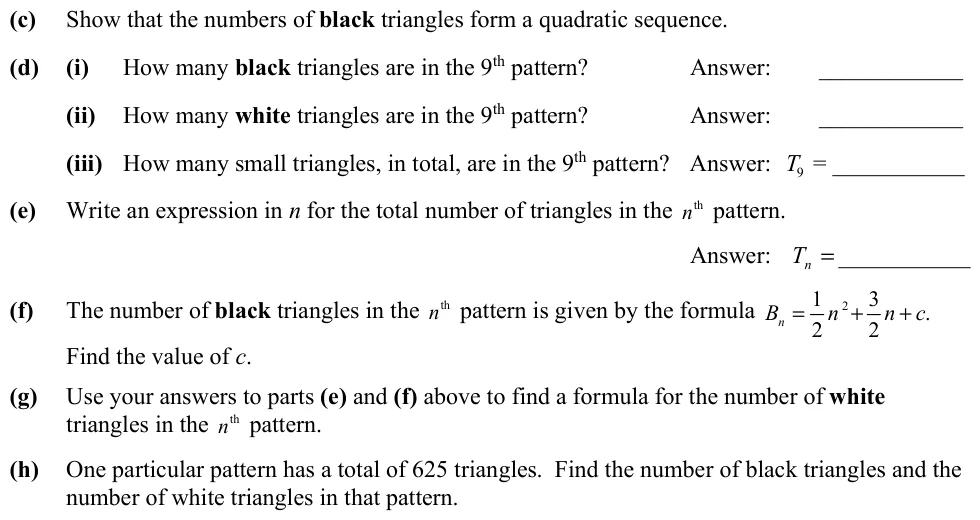 (c) Show that the numbers of black triangles form a quadratic sequence.
(d) (i) How many black triangles are in the 9th pattern? Answer: ____________
(ii) How many white triangles are in the 9th pattern? Answer: ____________
(iii) How many small triangles, in total, are in the 9th pattern? Answer: T₉ = ____________
(e) Write an expression in n for the total number of triangles in the nth pattern.
Answer: Tₙ = ____________
(f) The number of black triangles in the nth pattern is given by the formula Bₙ = 1/2 n² + 3/2 n + c.
Find the value of c.
(g) Use your answers to parts (e) and (f) above to find a formula for the number of white
triangles in the nth pattern.
(h) One particular pattern has a total of 625 triangles. Find the number of black triangles and the
number of white triangles in that pattern.